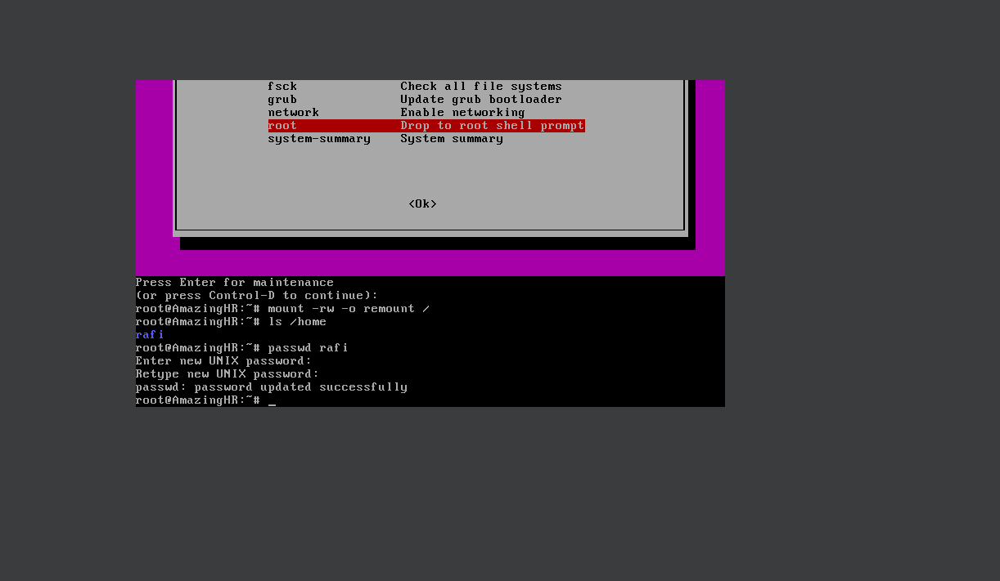 fsck Check all file systems
grub Update grub bootloader
network Enable networking
root Drop to root shell prompt
system-summary System summary
<Ok>
Press Enter for maintenance
(or press Control-D to continue):
root@AmazingHR:~# mount -rw -o remount /
root@AmazingHR:~# ls /home
rafi
root@AmazingHR:~# passwd rafi
Enter new UNIX password:
Retype new UNIX password:
passwd: password updated successfully
root@AmazingHR:~# _